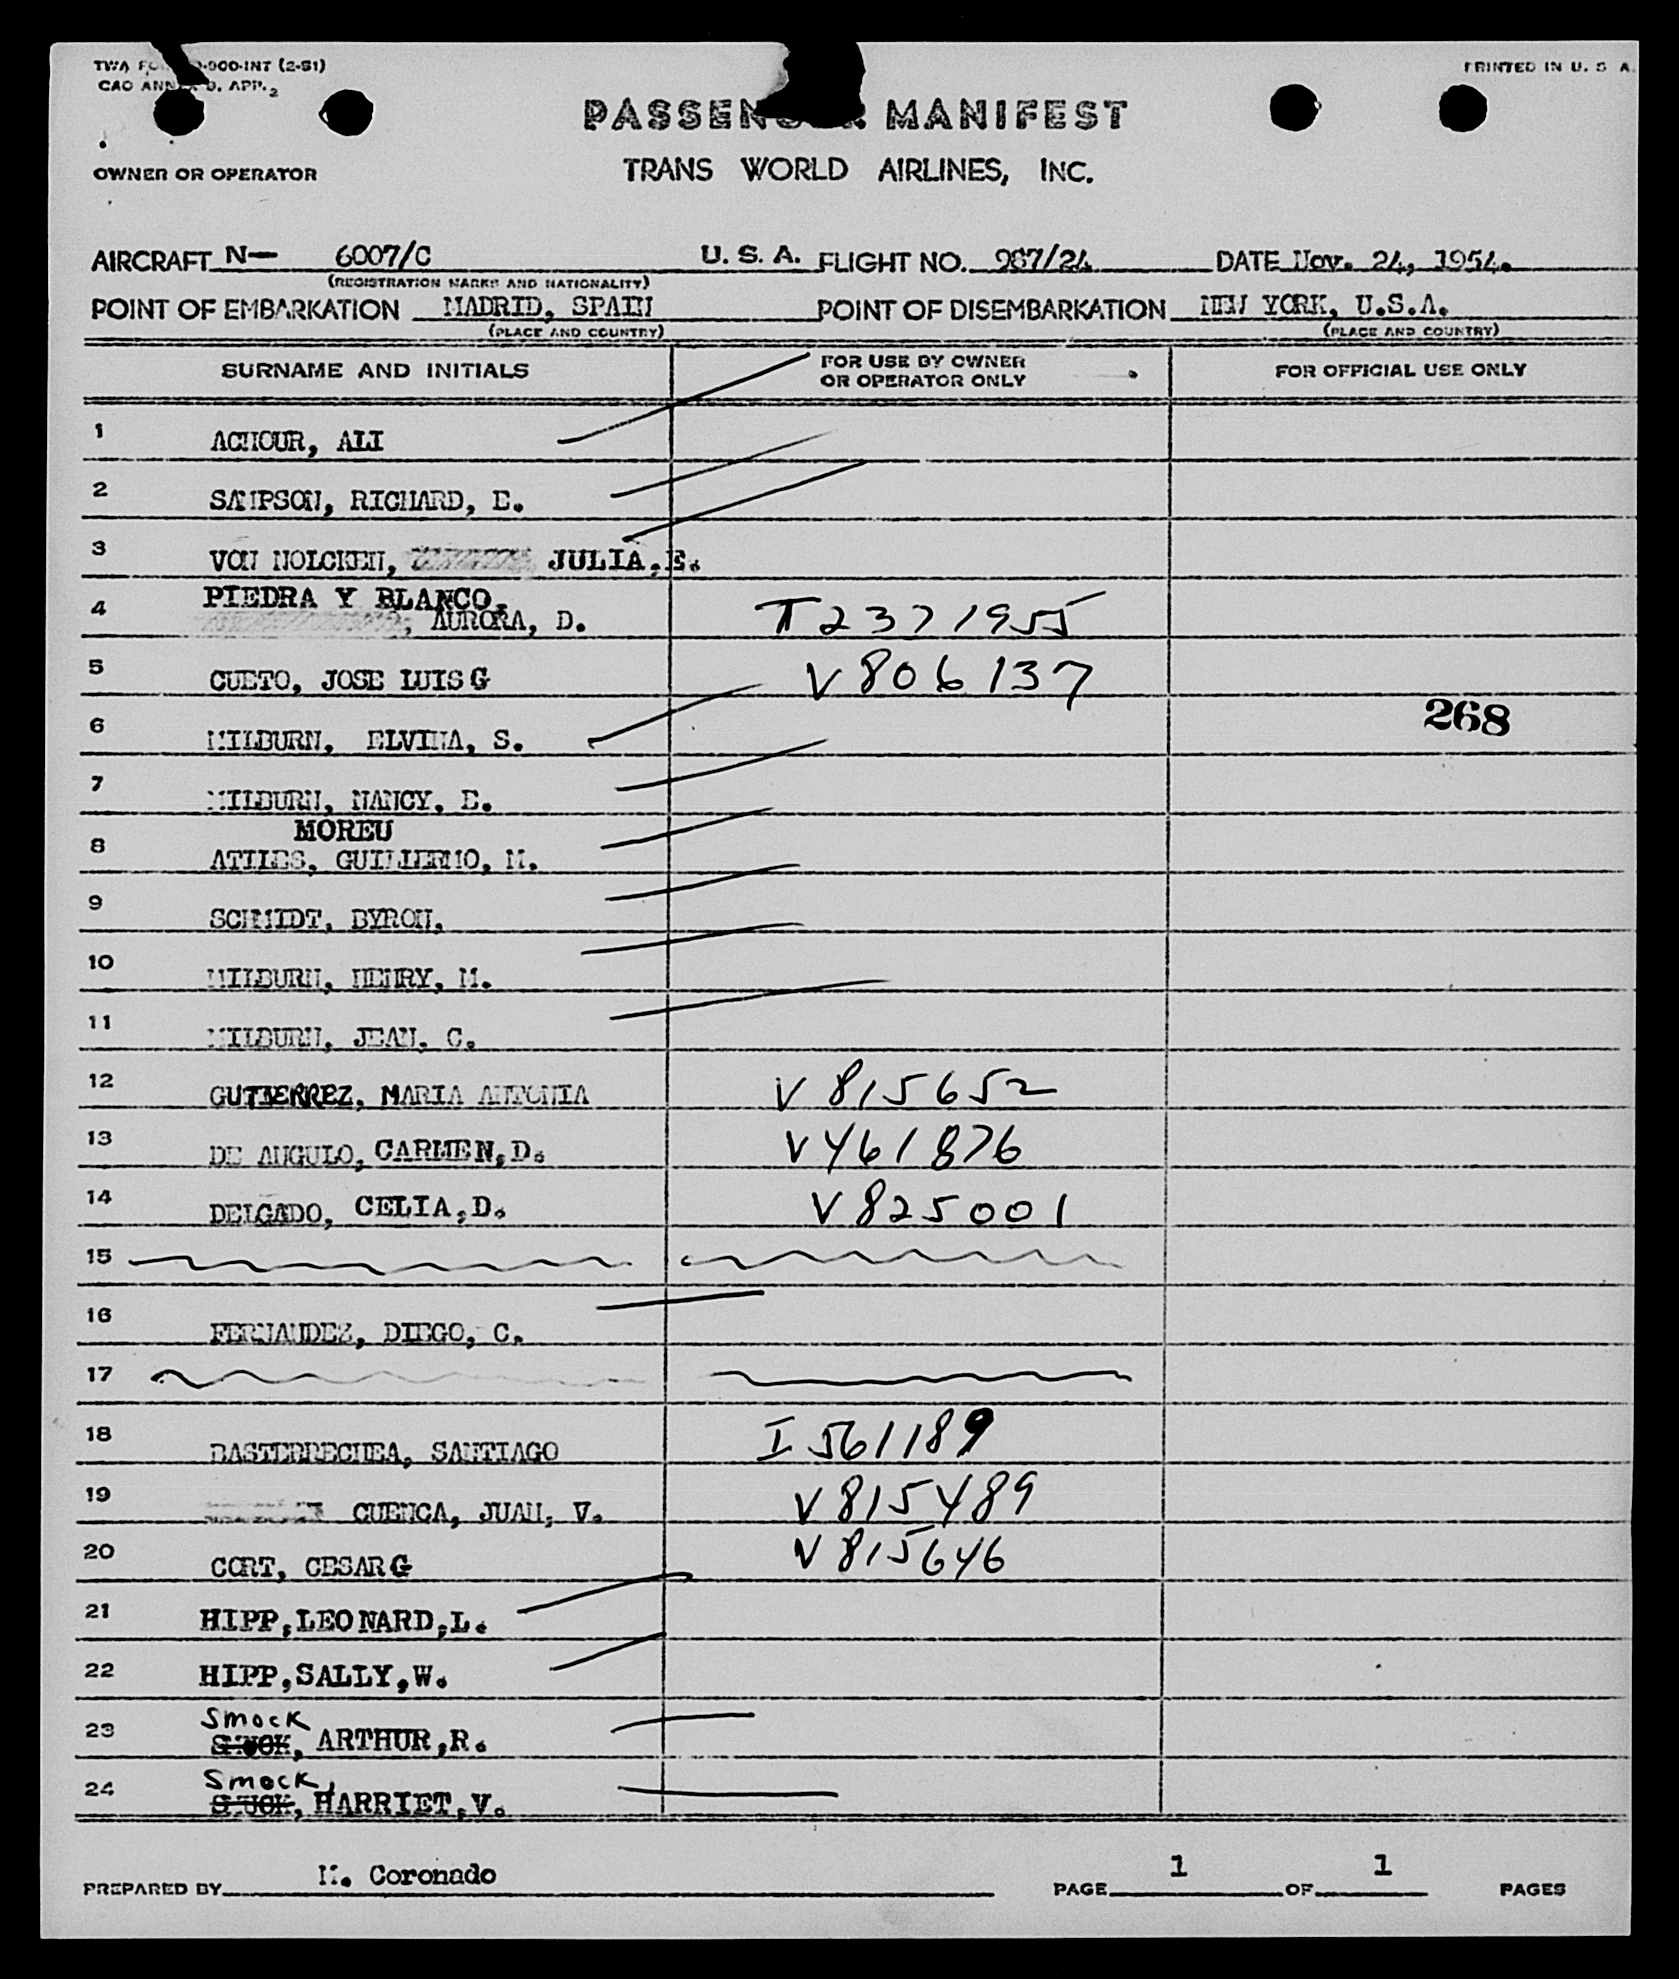 TWA FO -900-INT (2-51)
CAO ANNEX 9, APP. 2
PRINTED IN U. S A.
PASSENGER MANIFEST
OWNER OR OPERATOR
TRANS WORLD AIRLINES, INC.
AIRCRAFT N— 6007/C U. S. A. FLIGHT NO. 967/24 DATE Nov. 24, 1954.
(REGISTRATION MARKS AND NATIONALITY)
POINT OF EMBARKATION MADRID, SPAIN POINT OF DISEMBARKATION NEW YORK, U.S.A.
(PLACE AND COUNTRY) (PLACE AND COUNTRY)
SURNAME AND INITIALS FOR USE BY OWNER OR OPERATOR ONLY FOR OFFICIAL USE ONLY
1 ACHOUR, ALI
2 SAMPSON, RICHARD, E.
3 VON NOLCKEN, JULIA,E.
PIEDRA Y BLANCO,
4 AURORA, D. T2371955
5 CUETO, JOSE LUIS G V 806137
268
6 MILBURN, ELVINA, S.
7 MILBURN, NANCY, E.
MOREU
8 ATILES, GUILLERMO, M.
9 SCHMIDT, BYRON,
10 MILBURN, HENRY, M.
11 MILBURN, JEAN, C.
12 GUTIERREZ, MARIA ANTONIA V 815652
13 DE ANGULO, CARMEN,D. V461876
14 DELGADO, CELIA,D. V 825001
15
16 FERNANDEZ, DIEGO, C.
17
18 BASTERRECHEA, SANTIAGO I 561189
19 CUENCA, JUAN, V. V 815489
20 CORT, CESAR G V 815646
21 HIPP,LEONARD,L.
22 HIPP,SALLY,W.
Smock
23 ARTHUR,R.
Smock,
24 HARRIET,V.
PREPARED BY M. Coronado PAGE 1 OF 1 PAGES